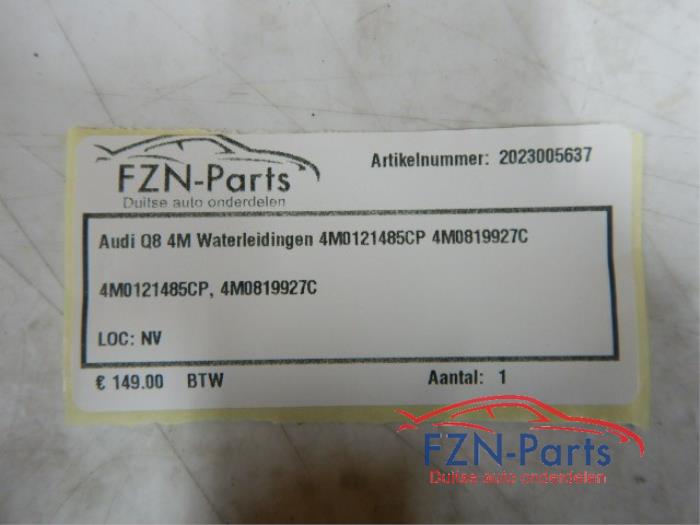 FZN-Parts
Duitse auto onderdelen
Artikelnummer: 2023005637
Audi Q8 4M Waterleidingen 4M0121485CP 4M0819927C
4M0121485CP, 4M0819927C
LOC: NV
€ 149.00 BTW
Aantal: 1
FZN-Parts
Duitse auto onderdelen